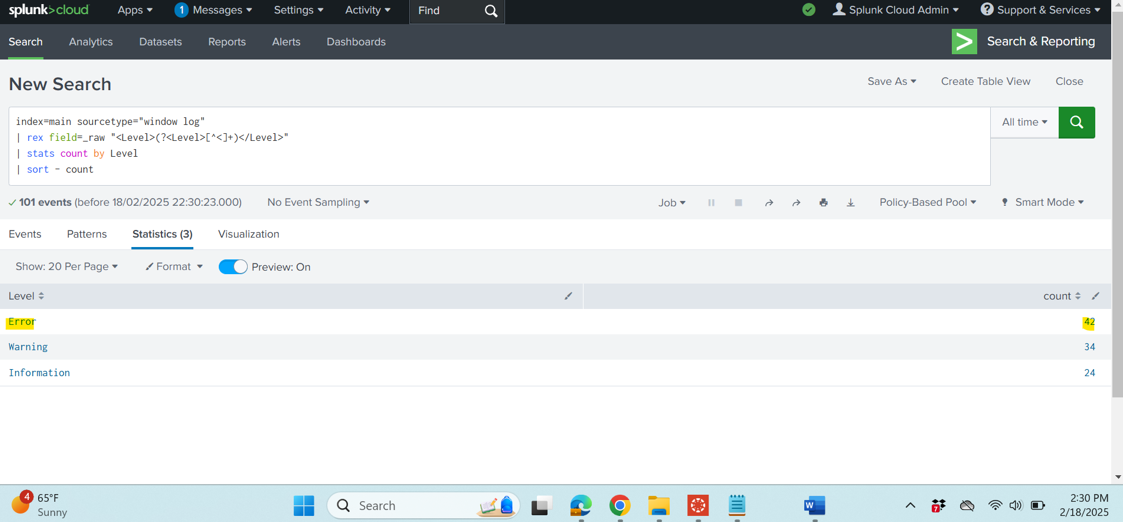 splunk>cloud Apps 1 Messages Settings Activity Find Splunk Cloud Admin ? Support & Services
Search Analytics Datasets Reports Alerts Dashboards > Search & Reporting
New Search Save As Create Table View Close
index=main sourcetype="window log" All time
| rex field=_raw "<Level>(?<Level>[^<]+)</Level>"
| stats count by Level
| sort - count
101 events (before 18/02/2025 22:30:23.000) No Event Sampling Job Policy-Based Pool Smart Mode
Events Patterns Statistics (3) Visualization
Show: 20 Per Page Format Preview: On
Level count
Error 42
Warning 34
Information 24
4 65°F
Sunny
Search
W
7
2:30 PM
2/18/2025